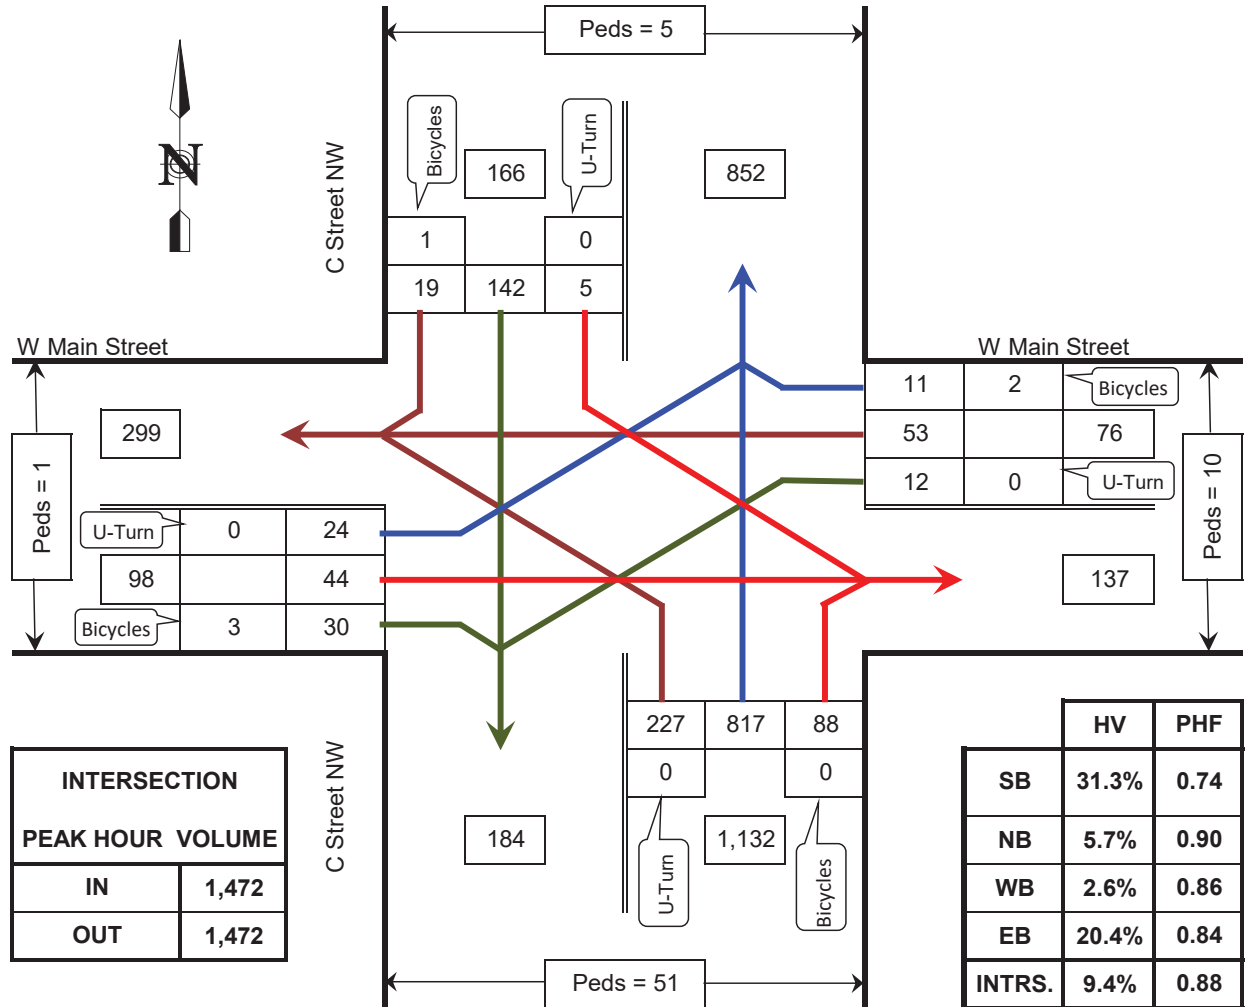 Peds = 5
N
C Street NW
Bicycles
166
U-Turn
852
1 0
19 142 5
W Main Street
W Main Street
11 2 Bicycles
299
53 76
12 0 U-Turn
Peds = 1
Peds = 10
U-Turn 0 24
98 44
137
Bicycles 3 30
227 817 88
0 0
184
1,132
U-Turn
Bicycles
C Street NW
INTERSECTION
PEAK HOUR VOLUME
IN 1,472
OUT 1,472
HV PHF
SB 31.3% 0.74
NB 5.7% 0.90
WB 2.6% 0.86
EB 20.4% 0.84
INTRS. 9.4% 0.88
Peds = 51